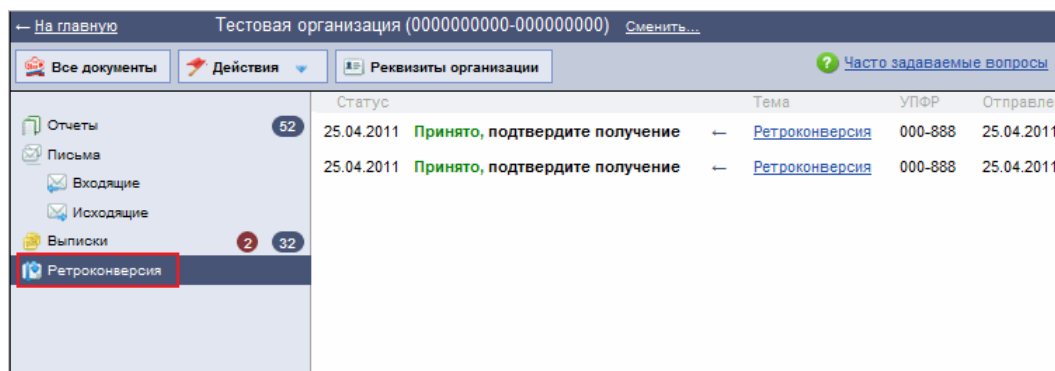 ← На главную Тестовая организация (0000000000-000000000) Сменить...
Все документы Действия Реквизиты организации ? Часто задаваемые вопросы
Статус Тема УПФР Отправле
Отчеты 52
25.04.2011 Принято, подтвердите получение ← Ретроконверсия 000-888 25.04.2011
Письма
25.04.2011 Принято, подтвердите получение ← Ретроконверсия 000-888 25.04.2011
Входящие
Исходящие
Выписки 2 32
Ретроконверсия